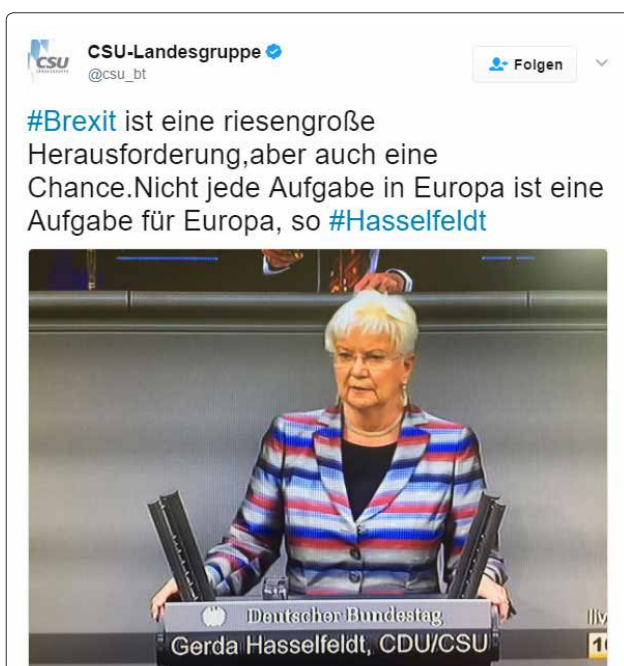 CSU
CSU-Landesgruppe
@csu_bt
Folgen
#Brexit ist eine riesengroße
Herausforderung,aber auch eine
Chance.Nicht jede Aufgabe in Europa ist eine
Aufgabe für Europa, so #Hasselfeldt
Deutscher Bundestag
Gerda Hasselfeldt, CDU/CSU